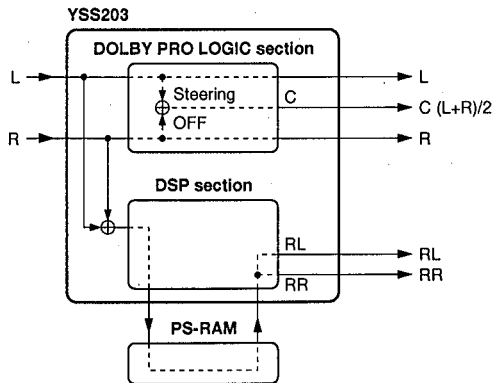 YSS203
DOLBY PRO LOGIC section
L
L
Steering
C
C (L+R)/2
OFF
R
R
DSP section
RL
RL
RR
RR
PS-RAM